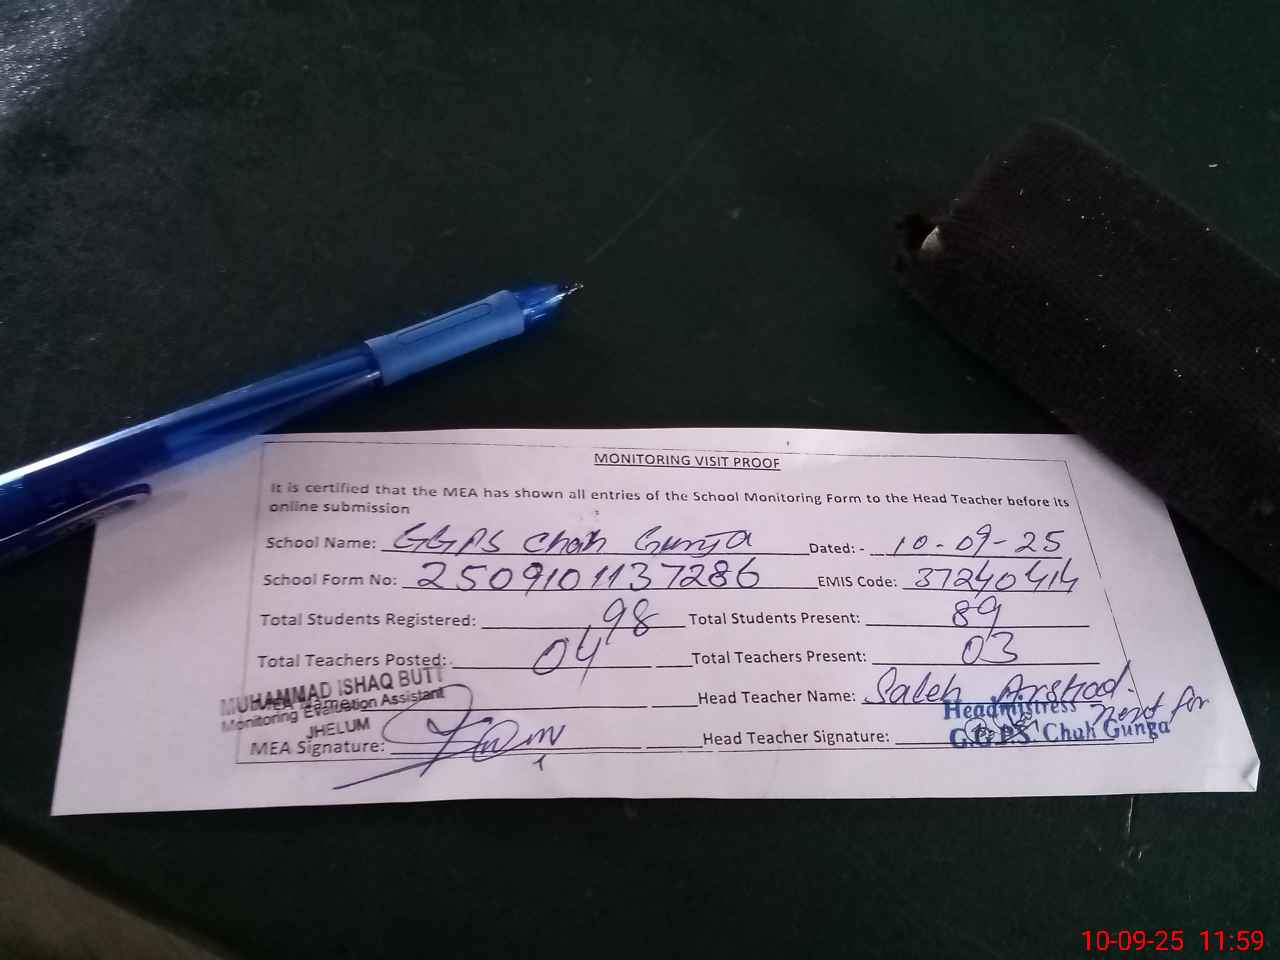 MONITORING VISIT PROOF
It is certified that the MEA has shown all entries of the School Monitoring Form to the Head Teacher before its
online submission
School Name: GGPS Chah Gunga Dated: - 10-09-25
School Form No: 2509101137286 EMIS Code: 37240414
Total Students Registered: 98 Total Students Present: 89
Total Teachers Posted: 04 Total Teachers Present: 03
MUHAMMAD ISHAQ BUTT
Monitoring Evametion Assistant
JHELUM
MEA Name: Head Teacher Name: Saleh Arshad.
MEA Signature: Head Teacher Signature:
Headmistress
G.G.P.S. Chah Gunga
10-09-25 11:59